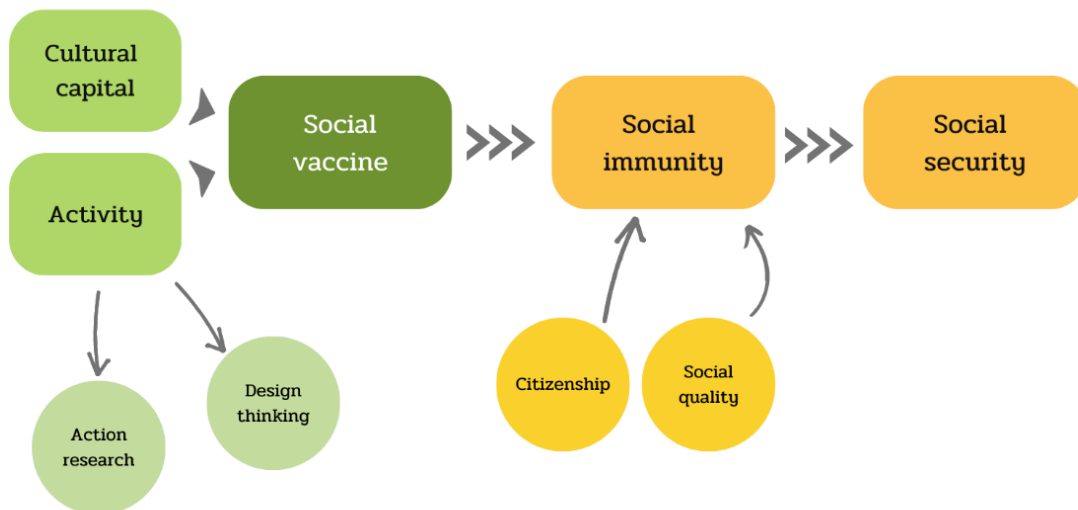 Cultural
capital
Activity
Social
vaccine
Social
immunity
Social
security
Action
research
Design
thinking
Citizenship
Social
quality